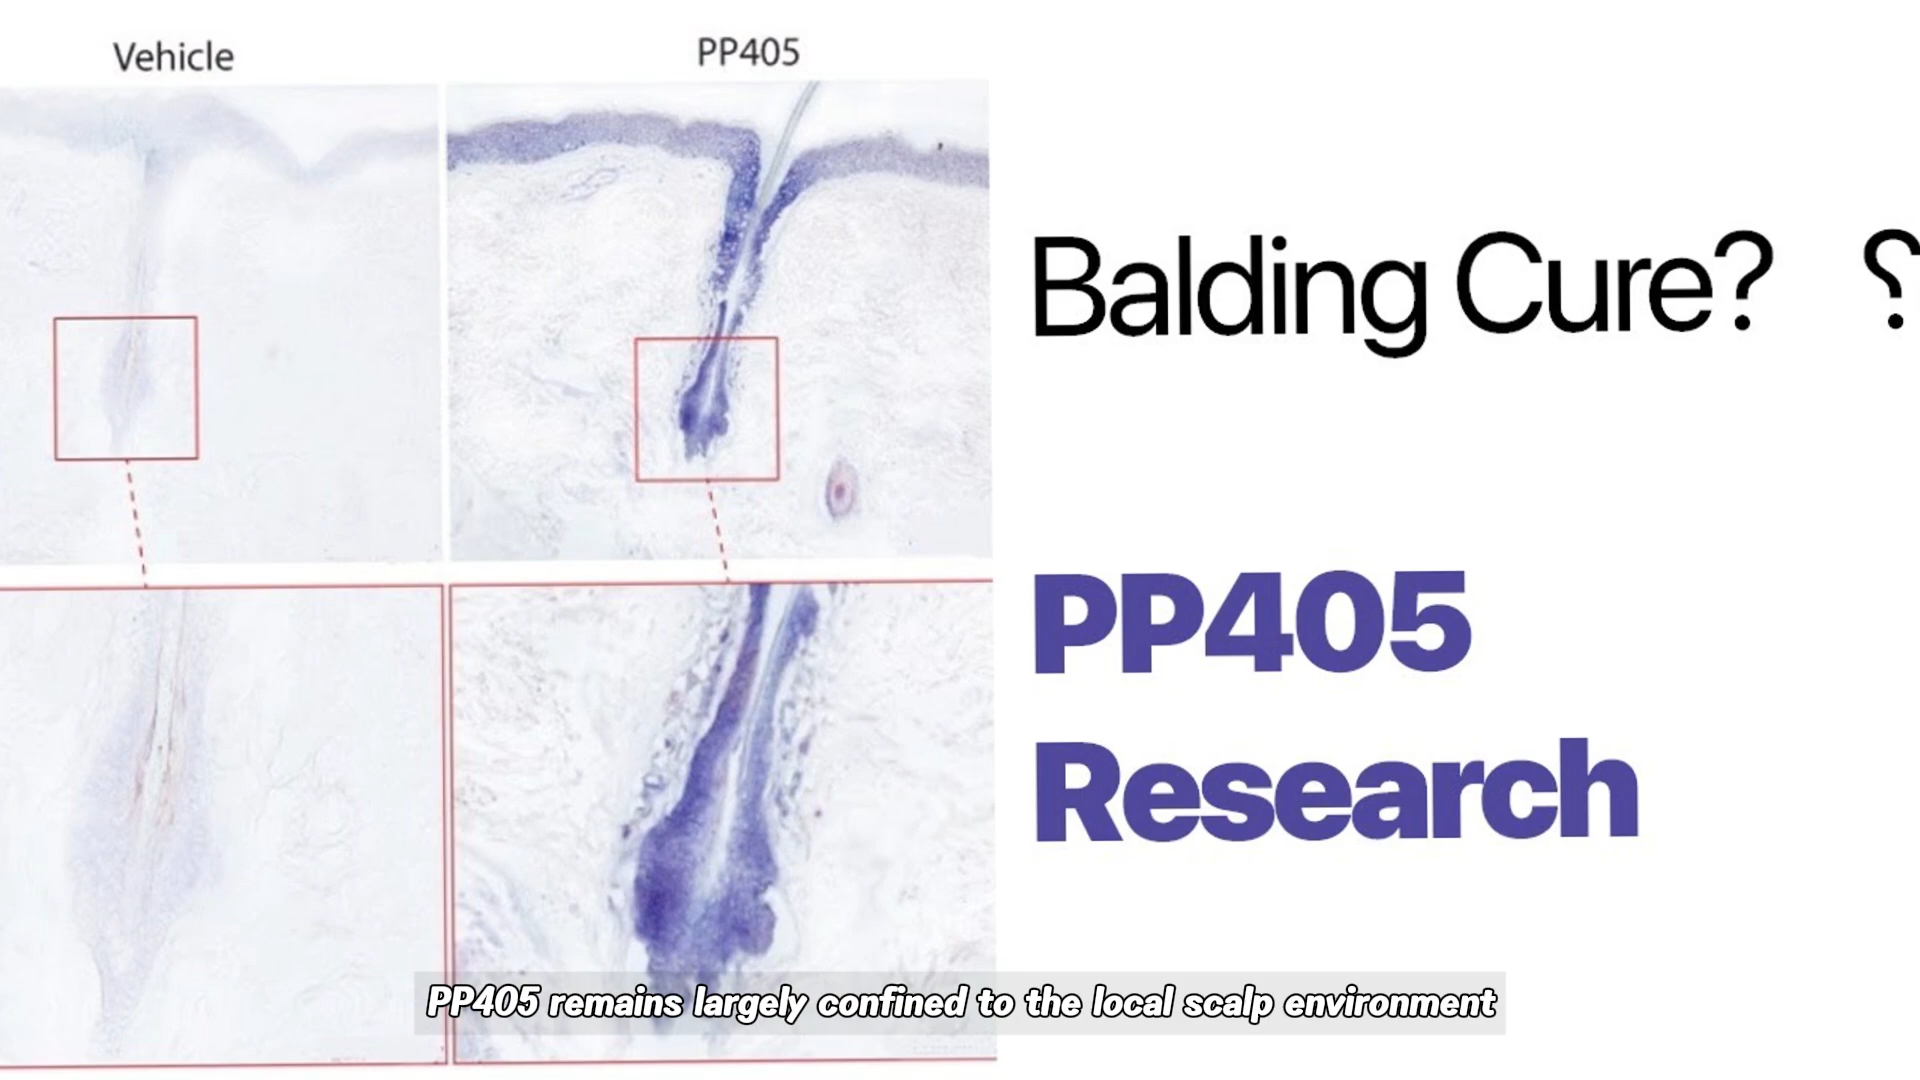 Vehicle
PP405
Balding Cure? ?
PP405
Research
PP405 remains largely confined to the local scalp environment